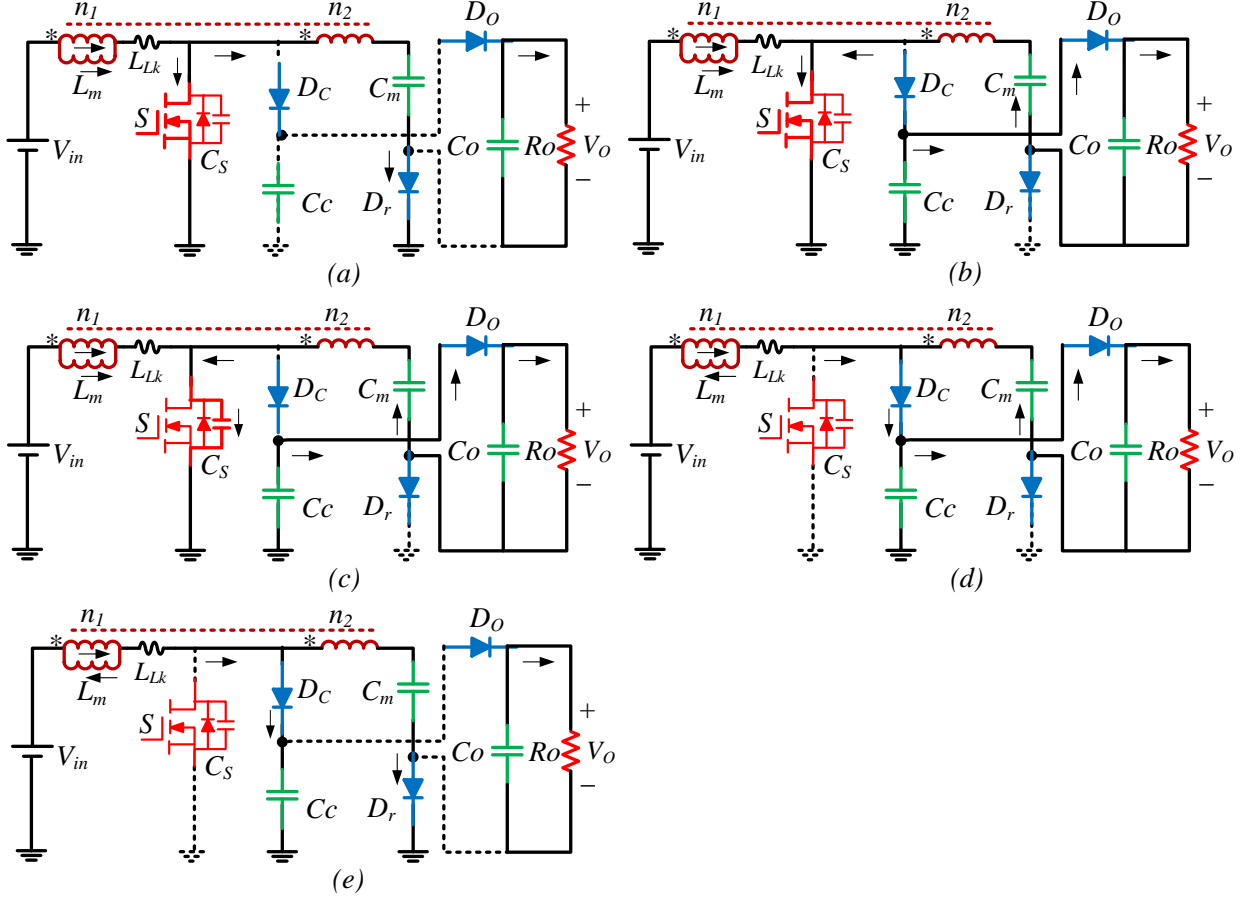 n1 n2 DO
* LLk * +
Lm DC Cm
S Co Ro VO
Vin CS Cc Dr −
(a)
n1 n2 DO
* LLk * +
Lm DC Cm
S Co Ro VO
Vin CS Cc Dr −
(b)
n1 n2 DO
* LLk * +
Lm DC Cm
S Co Ro VO
Vin CS Cc Dr −
(c)
n1 n2 DO
* LLk * +
Lm DC Cm
S Co Ro VO
Vin CS Cc Dr −
(d)
n1 n2 DO
* LLk * +
Lm DC Cm
S Co Ro VO
Vin CS Cc Dr −
(e)